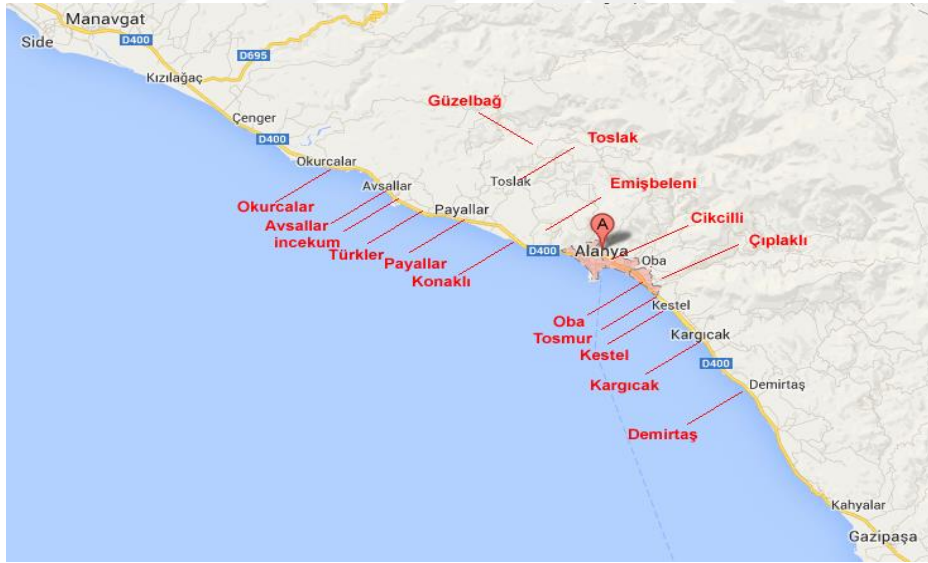 Manavgat
Side
D400
D695
Kızılağaç
Çenger
D400
Güzelbağ
Toslak
Okurcalar
Avsallar
Toslak
Emişbeleni
Okurcalar
Payallar
Avsallar
incekum
Türkler
Payallar
Konaklı
D400
A
Alanya
Cikcilli
Oba
Çıplaklı
Oba
Tosmur
Kestel
Kestel
Kargıcak
D400
Kargıcak
Demirtaş
Demirtaş
Kahyalar
Gazipaşa